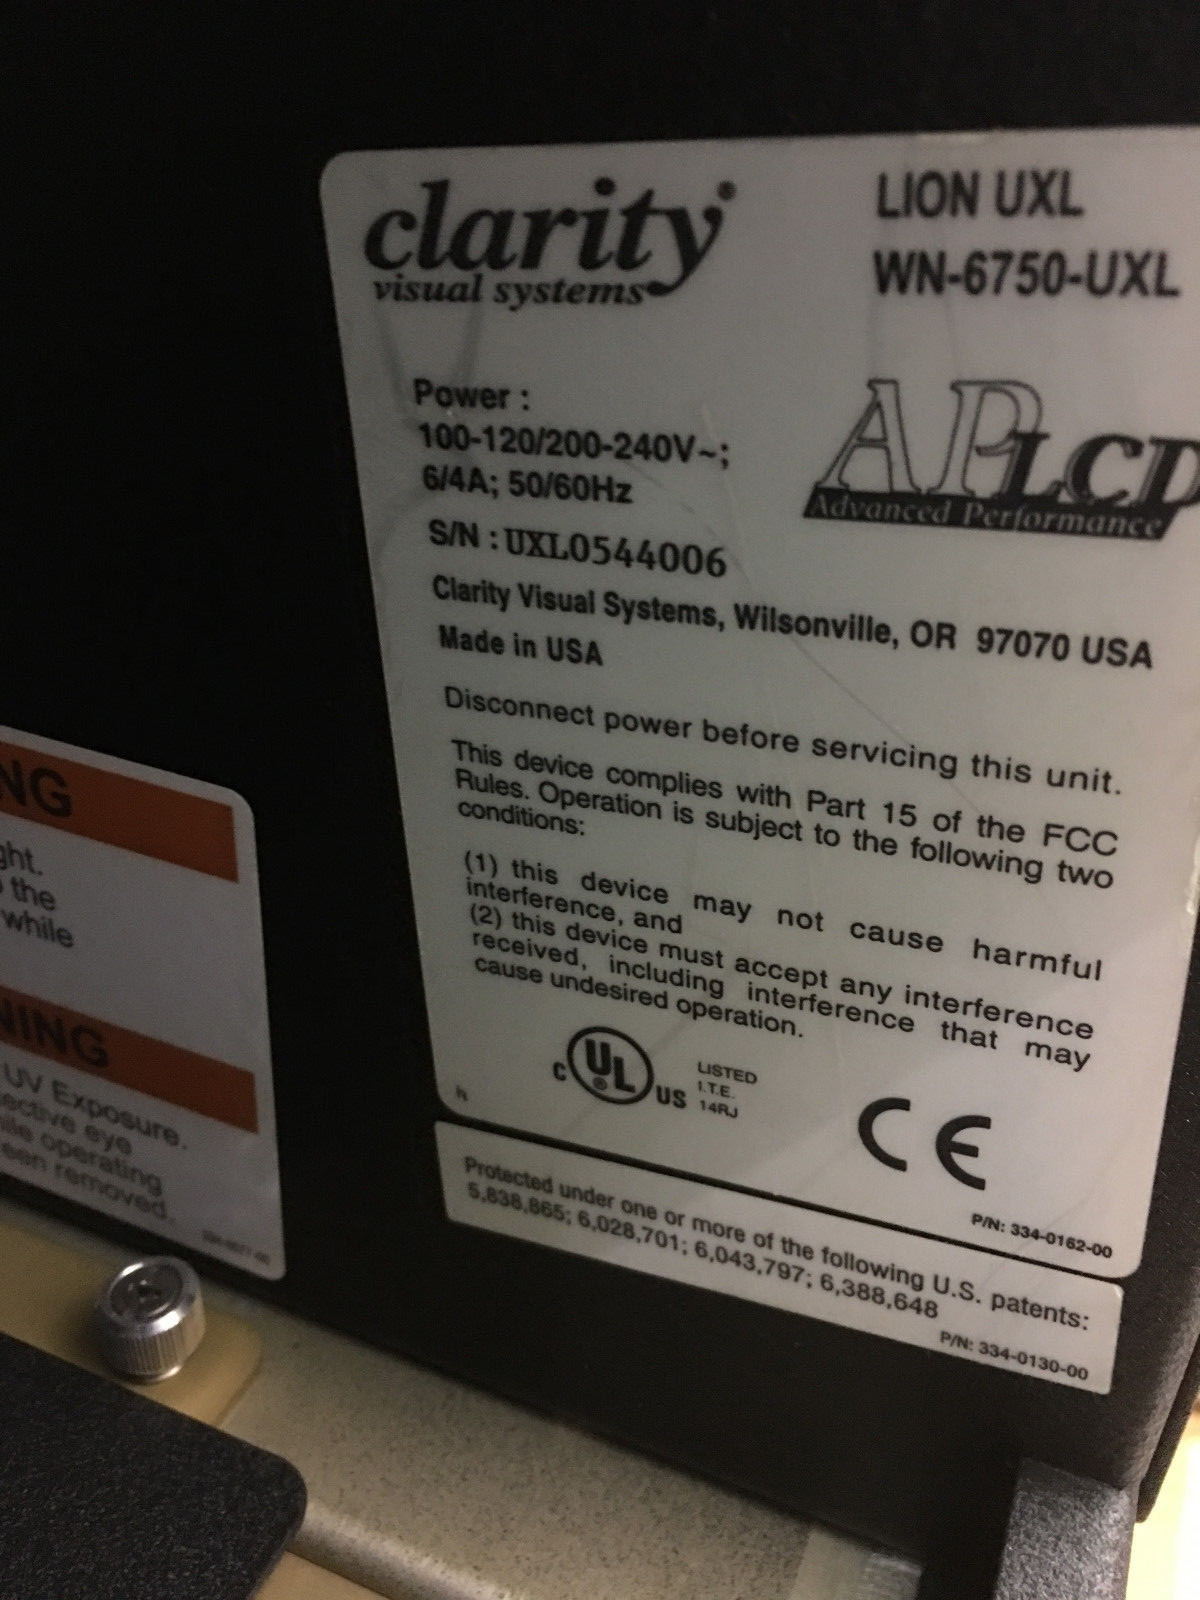 clarity®
visual systems
LION UXL
WN-6750-UXL
Power :
100-120/200-240V~;
6/4A; 50/60Hz
APLCD
Advanced Performance
S/N : UXL0544006
Clarity Visual Systems, Wilsonville, OR 97070 USA
Made in USA
Disconnect power before servicing this unit.
This device complies with Part 15 of the FCC
Rules. Operation is subject to the following two
conditions:
(1) this device may not cause harmful
interference, and
(2) this device must accept any interference
received, including interference that may
cause undesired operation.
C UL® US
LISTED
I.T.E.
14RJ
CE
P/N: 334-0162-00
Protected under one or more of the following U.S. patents:
5,838,865; 6,028,701; 6,043,797; 6,388,648
P/N: 334-0130-00
NG
ght.
the
while
NING
UV Exposure.
ective eye
ile operating
een removed.